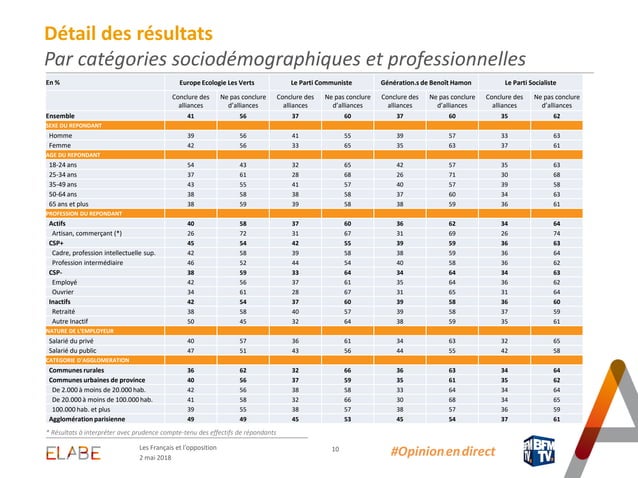 Détail des résultats
Par catégories sociodémographiques et professionnelles
En % Europe Ecologie Les Verts Le Parti Communiste Génération.s de Benoît Hamon Le Parti Socialiste
Conclure des alliances Ne pas conclure d'alliances Conclure des alliances Ne pas conclure d'alliances Conclure des alliances Ne pas conclure d'alliances Conclure des alliances Ne pas conclure d'alliances
Ensemble 41 56 37 60 37 60 35 62
SEXE DU REPONDANT
Homme 39 56 41 55 39 57 33 63
Femme 42 56 33 65 35 63 37 61
AGE DU REPONDANT
18-24 ans 54 43 32 65 42 57 35 63
25-34 ans 37 61 28 68 26 71 30 68
35-49 ans 43 55 41 57 40 57 39 58
50-64 ans 38 58 38 58 37 60 34 63
65 ans et plus 38 59 39 58 38 59 36 61
PROFESSION DU REPONDANT
Actifs 40 58 37 60 36 62 34 64
Artisan, commerçant (*) 26 72 31 67 31 69 26 74
CSP+ 45 54 42 55 39 59 36 63
Cadre, profession intellectuelle sup. 42 58 39 58 38 59 36 64
Profession intermédiaire 46 52 44 54 40 58 36 62
CSP- 38 59 33 64 34 64 34 63
Employé 42 56 37 61 35 64 36 62
Ouvrier 34 61 28 67 31 65 31 64
Inactifs 42 54 37 60 39 58 36 60
Retraité 38 58 40 57 39 58 37 59
Autre Inactif 50 45 32 64 38 59 35 61
NATURE DE L'EMPLOYEUR
Salarié du privé 40 57 36 61 34 63 32 65
Salarié du public 47 51 43 56 44 55 42 58
CATEGORIE D'AGGLOMERATION
Communes rurales 36 62 32 66 36 63 34 64
Communes urbaines de province 40 56 37 59 35 61 35 62
De 2.000 à moins de 20.000 hab. 42 56 38 58 33 64 34 64
De 20.000 à moins de 100.000 hab. 41 58 32 66 30 68 34 65
100.000 hab. et plus 39 55 38 57 38 57 36 59
Agglomération parisienne 49 49 45 53 45 54 37 61
* Résultats à interpréter avec prudence compte-tenu des effectifs de répondants
ELABE
Les Français et l'opposition
2 mai 2018
10
#Opinion en direct
BFM
TV.